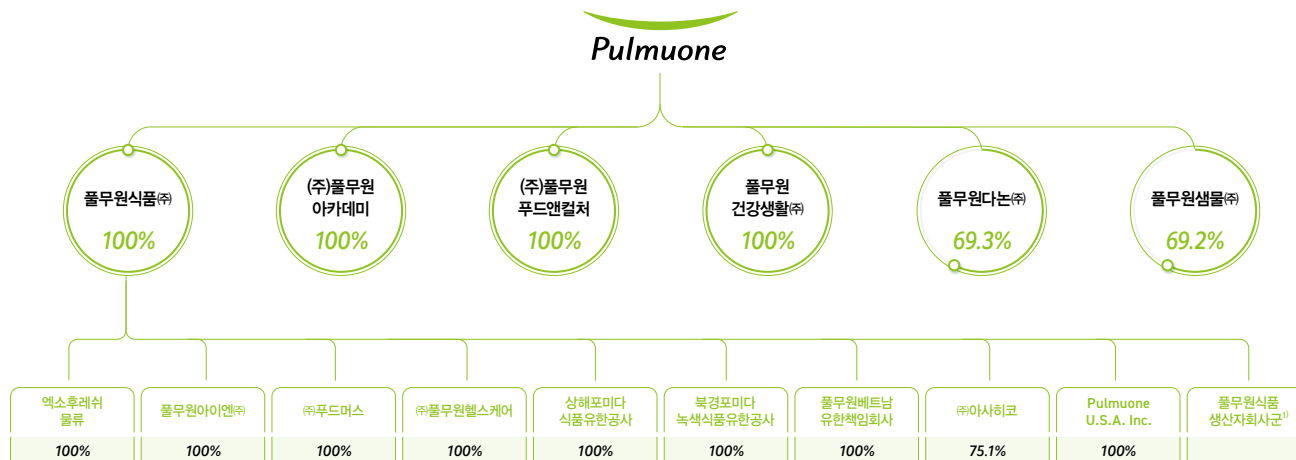 Pulmuone
풀무원식품㈜
100%
(주)풀무원
아카데미
100%
(주)풀무원
푸드앤컬처
100%
풀무원
건강생활㈜
100%
풀무원다논㈜
69.3%
풀무원샘물㈜
69.2%
엑소후레쉬
물류
100%
풀무원아이엔㈜
100%
㈜푸드머스
100%
㈜풀무원헬스케어
100%
상해포미다
식품유한공사
100%
북경포미다
녹색식품유한공사
100%
풀무원베트남
유한책임회사
100%
㈜아사히코
75.1%
Pulmuone
U.S.A. Inc.
100%
풀무원식품
생산자회사군¹⁾